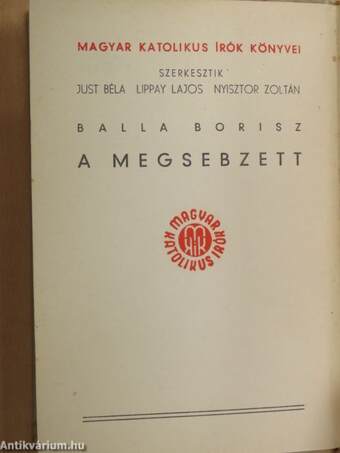 MAGYAR KATOLIKUS ÍRÓK KÖNYVEI
SZERKESZTIK
JUST BÉLA LIPPAY LAJOS NYISZTOR ZOLTÁN
BALLA BORISZ
A MEGSEBZETT
MAGYAR KATOLIKUS ÍRÓK
Antikvárium.hu